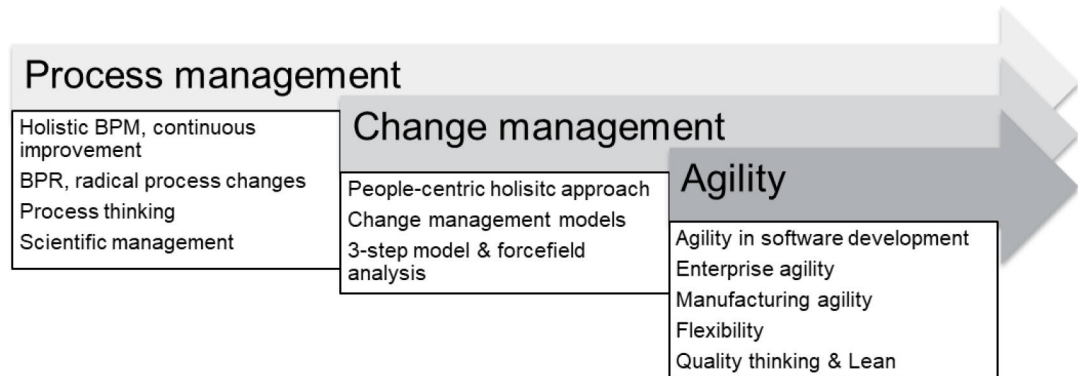 Process management
Holistic BPM, continuous
improvement
BPR, radical process changes
Process thinking
Scientific management
Change management
People-centric holisitc approach
Change management models
3-step model & forcefield
analysis
Agility
Agility in software development
Enterprise agility
Manufacturing agility
Flexibility
Quality thinking & Lean